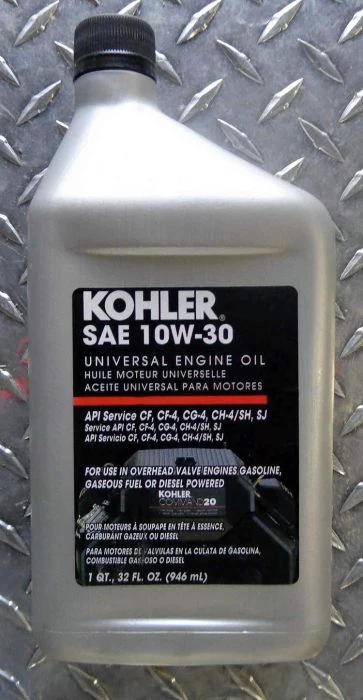 KOHLER®
SAE 10W-30
UNIVERSAL ENGINE OIL
HUILE MOTEUR UNIVERSELLE
ACEITE UNIVERSAL PARA MOTORES
API Service CF, CF-4, CG-4, CH-4/SH, SJ
Service API CF, CF-4, CG-4, CH-4/SH, SJ
API Servicio CF, CF-4, CG-4, CH-4/SH, SJ
FOR USE IN OVERHEAD VALVE ENGINES GASOLINE,
GASEOUS FUEL OR DIESEL POWERED
KOHLER
COMMAND 20
POUR MOTEURS À SOUPAPE EN TÊTE À ESSENCE,
CARBURANT GAZEUX OU DIESEL
PARA MOTORES DE VALVULAS EN LA CULATA DE GASOLINA,
COMBUSTIBLE GASEOSO O DIESEL
1 QT., 32 FL. OZ. (946 mL)